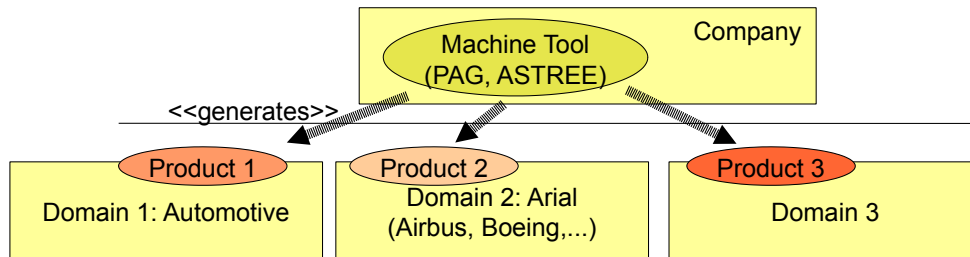 Company
Machine Tool
(PAG, ASTREE)
<<generates>>
Product 1
Product 2
Product 3
Domain 1: Automotive
Domain 2: Arial
(Airbus, Boeing,...)
Domain 3